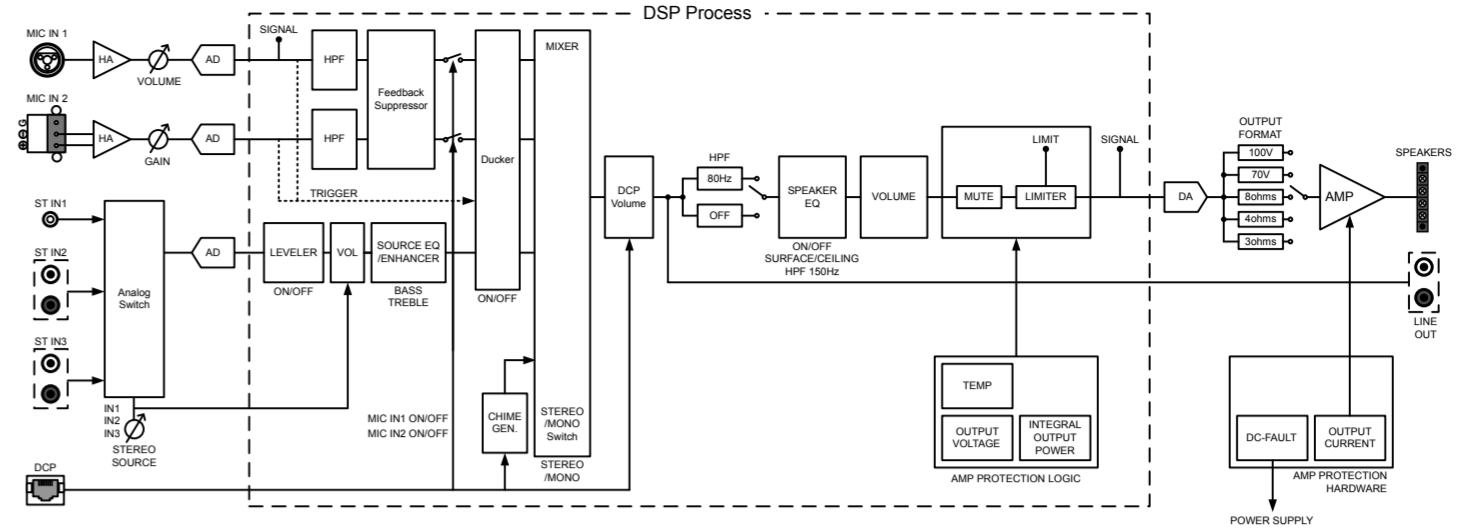 DSP Process
MIC IN 1
HA
VOLUME
AD
SIGNAL
HPF
Feedback
Suppressor
MIC IN 2
G
HA
GAIN
AD
HPF
TRIGGER
Ducker
ON/OFF
MIXER
STEREO
/MONO
Switch
STEREO
/MONO
ST IN1
ST IN2
ST IN3
Analog
Switch
IN1
IN2
IN3
STEREO
SOURCE
AD
LEVELER
ON/OFF
VOL
SOURCE EQ
/ENHANCER
BASS
TREBLE
MIC IN1 ON/OFF
MIC IN2 ON/OFF
CHIME
GEN.
DCP
DCP
Volume
HPF
80Hz
OFF
SPEAKER
EQ
ON/OFF
SURFACE/CEILING
HPF 150Hz
VOLUME
MUTE
LIMIT
LIMITER
SIGNAL
TEMP
OUTPUT
VOLTAGE
INTEGRAL
OUTPUT
POWER
AMP PROTECTION LOGIC
DA
OUTPUT
FORMAT
100V
70V
8ohms
4ohms
3ohms
AMP
SPEAKERS
LINE
OUT
DC-FAULT
OUTPUT
CURRENT
AMP PROTECTION
HARDWARE
POWER SUPPLY